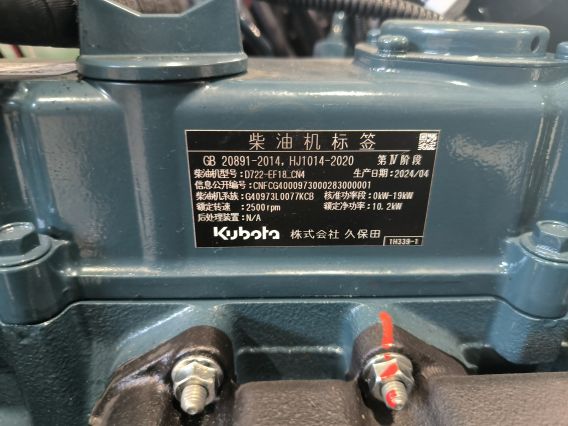 柴油机标签
GB 20891-2014, HJ1014-2020 第Ⅳ阶段
柴油机型号: D722-EF18_CN4 生产日期: 2024/04
信息公开编号: CNFCG4000973000283000001
柴油机系族: G40973L0077KCB 核准功率段: 0kW-19kW
额定转速: 2500rpm 额定净功率: 10.2kW
后处理装置: N/A
Kubota 株式会社 久保田
1H339-1